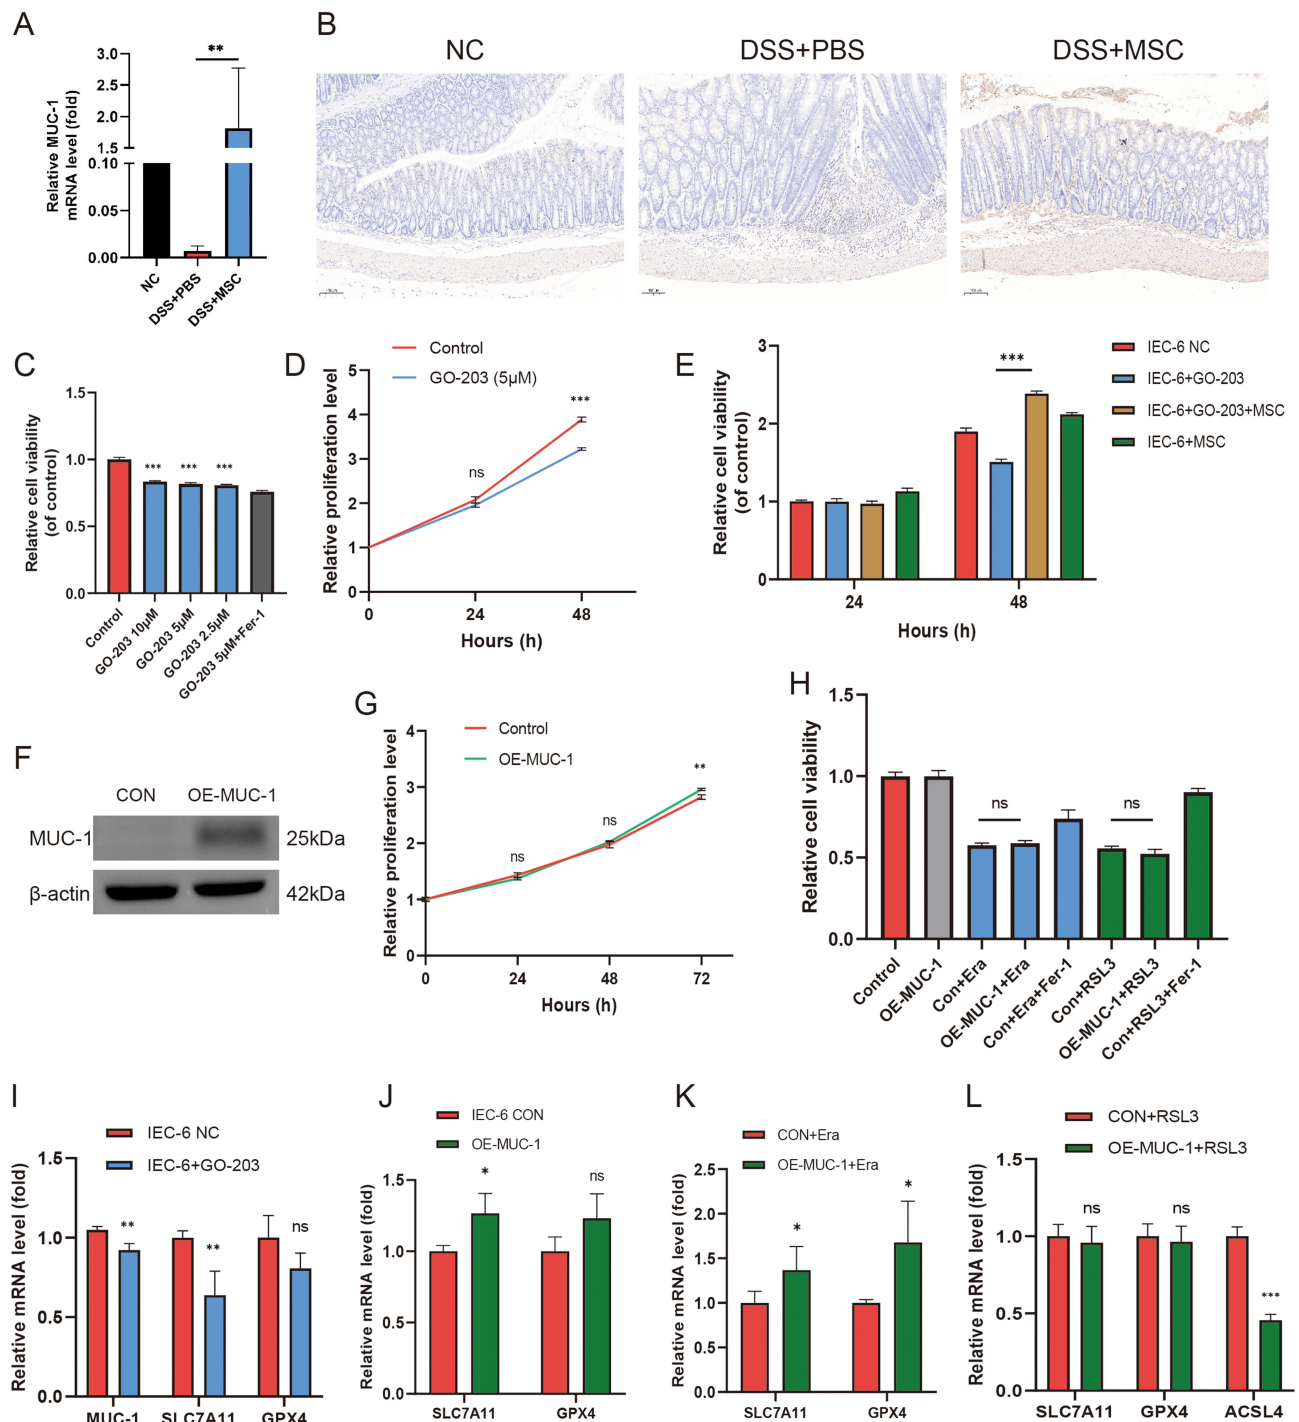 A
Relative MUC-1
mRNA level (fold)
3.0
2.5
2.0
1.5
0.10
0.05
0.00
**
NC
DSS+PBS
DSS+MSC
B
NC
DSS+PBS
DSS+MSC
C
Relative cell viability
(of control)
1.5
1.0
0.5
0.0
***
***
***
Control
GO-203 10μM
GO-203 5μM
GO-203 2.5μM
GO-203 5μM+Fer-1
D
Control
GO-203 (5μM)
Relative proliferation level
5
4
3
2
1
0
ns
***
0
24
48
Hours (h)
E
Relative cell viability
(of control)
3
2
1
0
***
24
48
Hours (h)
IEC-6 NC
IEC-6+GO-203
IEC-6+GO-203+MSC
IEC-6+MSC
F
CON
OE-MUC-1
MUC-1
25kDa
β-actin
42kDa
G
Control
OE-MUC-1
Relative proliferation level
4
3
2
1
0
ns
ns
**
0
24
48
72
Hours (h)
H
Relative cell viability
1.5
1.0
0.5
0.0
ns
ns
Control
OE-MUC-1
Con+Era
OE-MUC-1+Era
Con+Era+Fer-1
Con+RSL3
OE-MUC-1+RSL3
Con+RSL3+Fer-1
I
IEC-6 NC
IEC-6+GO-203
Relative mRNA level (fold)
1.5
1.0
0.5
0.0
**
**
ns
MUC-1
SLC7A11
GPX4
J
IEC-6 CON
OE-MUC-1
Relative mRNA level (fold)
1.5
1.0
0.5
0.0
*
ns
SLC7A11
GPX4
K
CON+Era
OE-MUC-1+Era
Relative mRNA level (fold)
2.5
2.0
1.5
1.0
0.5
0.0
*
*
SLC7A11
GPX4
L
CON+RSL3
OE-MUC-1+RSL3
Relative mRNA level (fold)
1.5
1.0
0.5
0.0
ns
ns
***
SLC7A11
GPX4
ACSL4